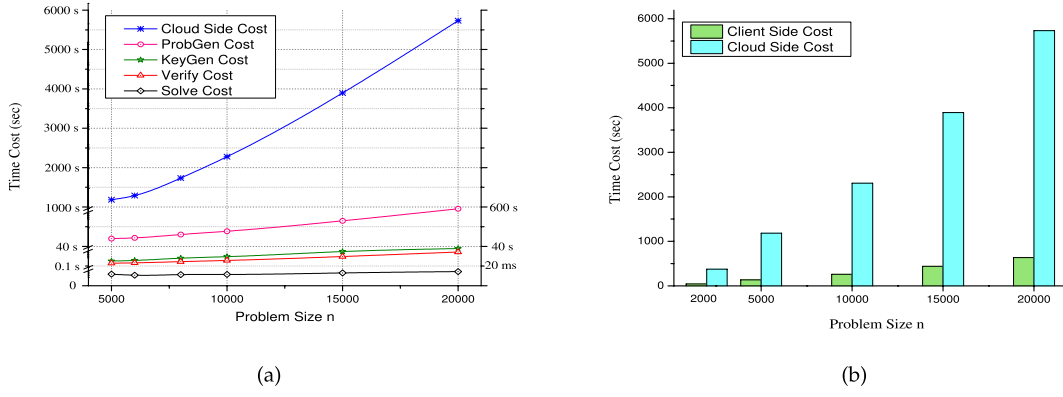 6000 s
5000 s
4000 s
3000 s
2000 s
1000 s
40 s
0.1 s
0
Time Cost (sec)
Cloud Side Cost
ProbGen Cost
KeyGen Cost
Verify Cost
Solve Cost
600 s
40 s
20 ms
5000 10000 15000 20000
Problem Size n
(a)
6000
5000
4000
3000
2000
1000
0
Time Cost (sec)
Client Side Cost
Cloud Side Cost
2000 5000 10000 15000 20000
Problem Size n
(b)